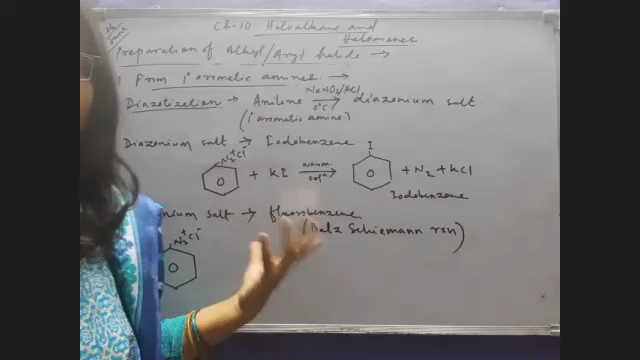 Ch-10 Haloalkane and
Haloarenes
Preparation of Alkyl/Aryl halide →
From 1° aromatic amines →
Diazotization → Aniline NaNO2/HCl → diazonium salt.
0°C
(1° aromatic amine)
Diazonium salt → Iodobenzene
N2+Cl- I
+ KI warm → + N2 + KCl
soln
Iodobenzene
nium salt → fluorobenzene
(Balz Schiemann rxn)
N2+Cl-